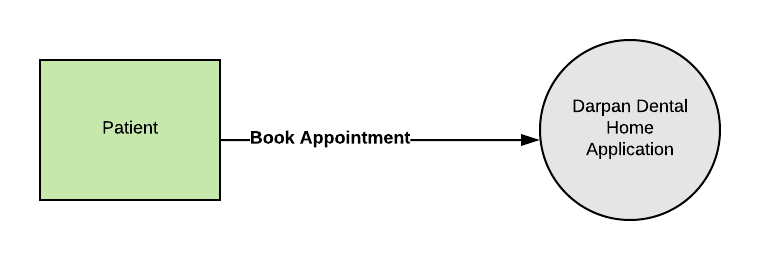 Patient
Book Appointment
Darpan Dental
Home
Application